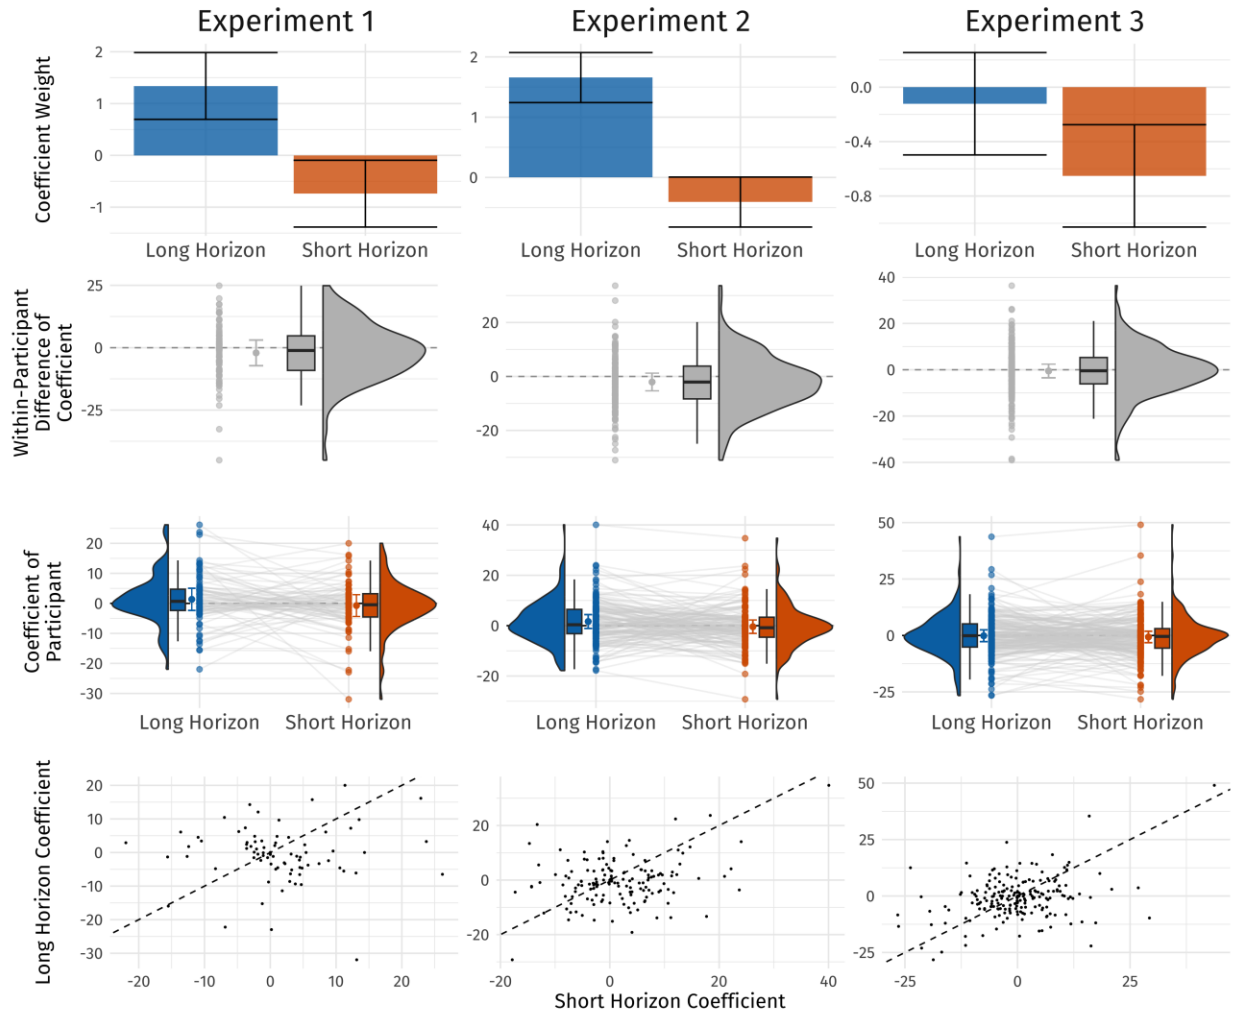 Experiment 1
Experiment 2
Experiment 3
Coefficient Weight
2
1
0
-1
2
1
0
0.0
-0.4
-0.8
Long Horizon
Short Horizon
Long Horizon
Short Horizon
Long Horizon
Short Horizon
Within-Participant
Difference of
Coefficient
25
0
-25
20
0
-20
40
20
0
-20
-40
Coefficient of
Participant
20
10
0
-10
-20
-30
40
20
0
-20
50
25
0
-25
Long Horizon
Short Horizon
Long Horizon
Short Horizon
Long Horizon
Short Horizon
Long Horizon Coefficient
20
10
0
-10
-20
-30
20
0
-20
50
25
0
-25
-20
-10
0
10
20
-20
0
20
40
-25
0
25
Short Horizon Coefficient